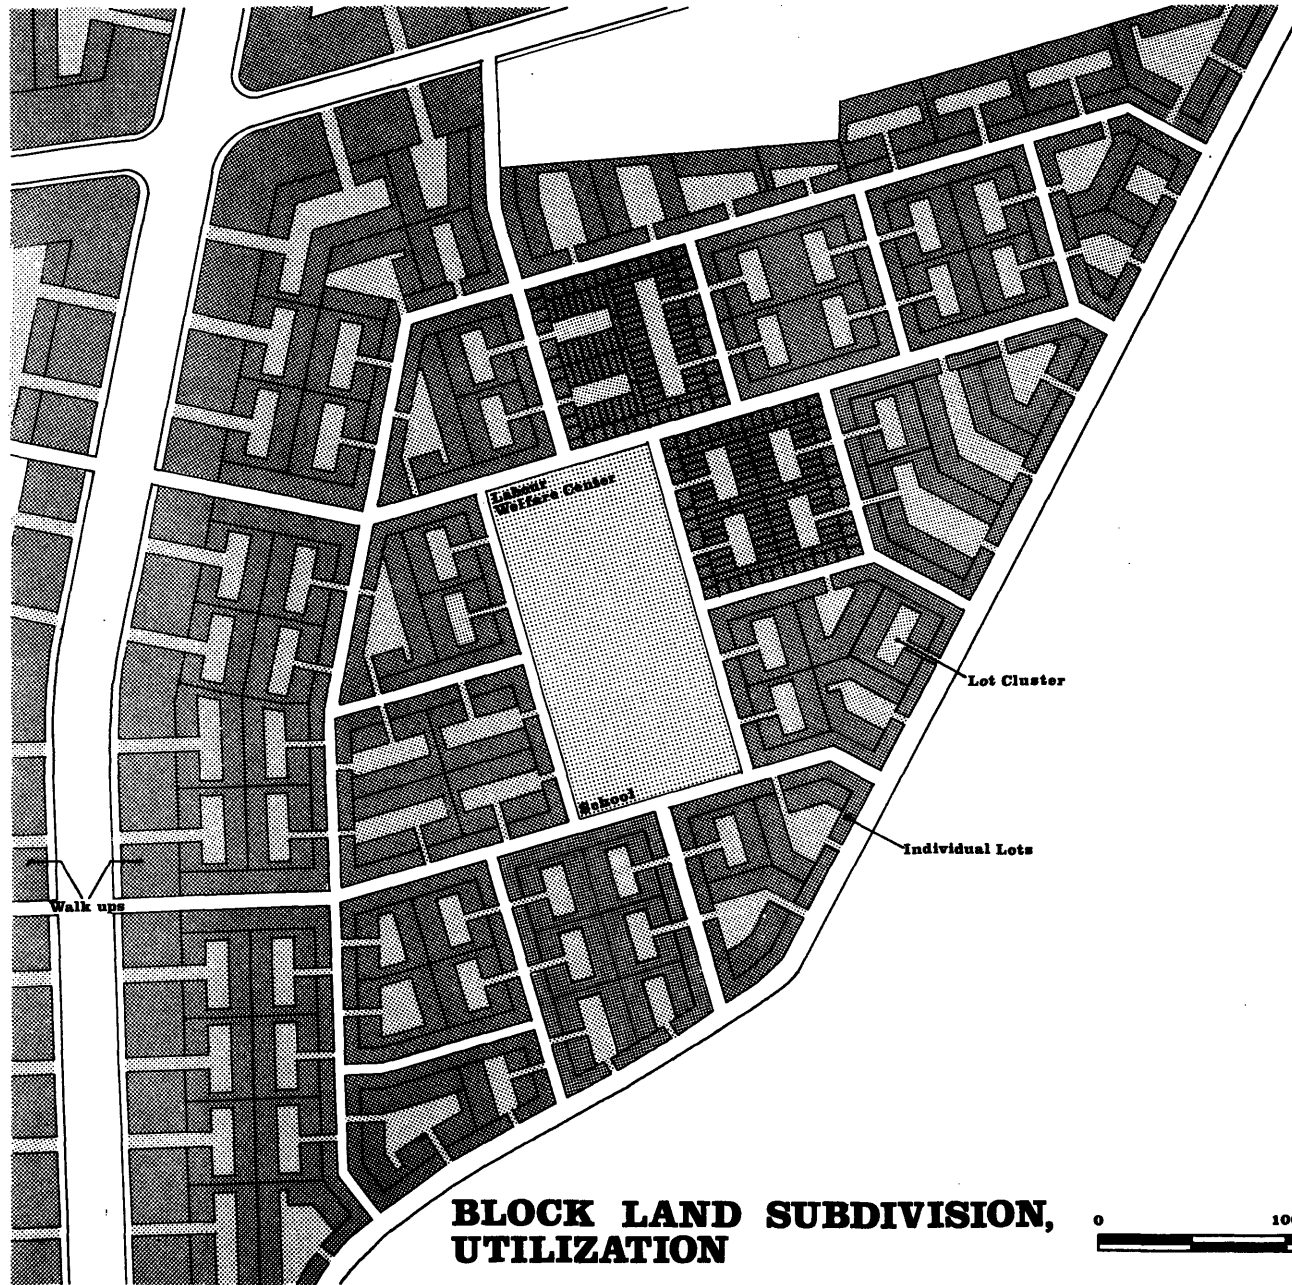 Labour
Welfare Center
Lot Cluster
School
Individual Lots
Walk ups
BLOCK LAND SUBDIVISION,
UTILIZATION
0